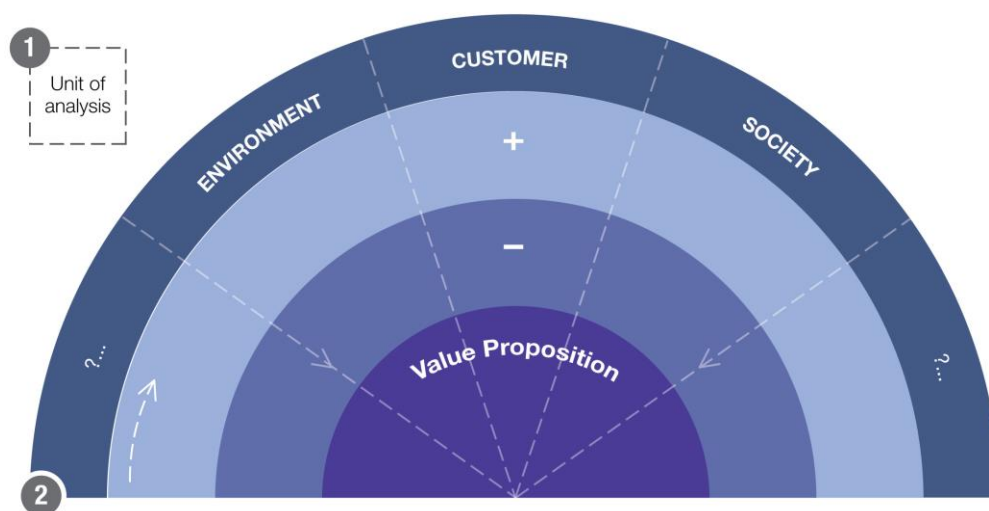 1
Unit of
analysis
ENVIRONMENT
CUSTOMER
SOCIETY
+
−
Value Proposition
?...
?...
2